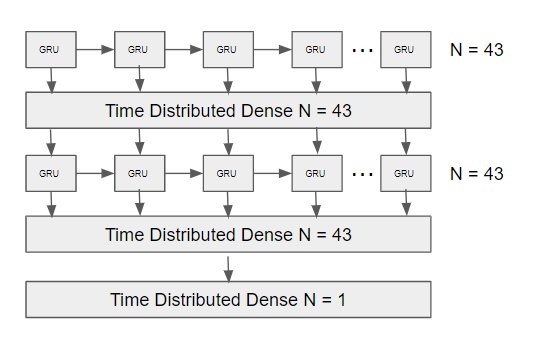 GRU GRU GRU GRU ... GRU N = 43
Time Distributed Dense N = 43
GRU GRU GRU GRU ... GRU N = 43
Time Distributed Dense N = 43
Time Distributed Dense N = 1